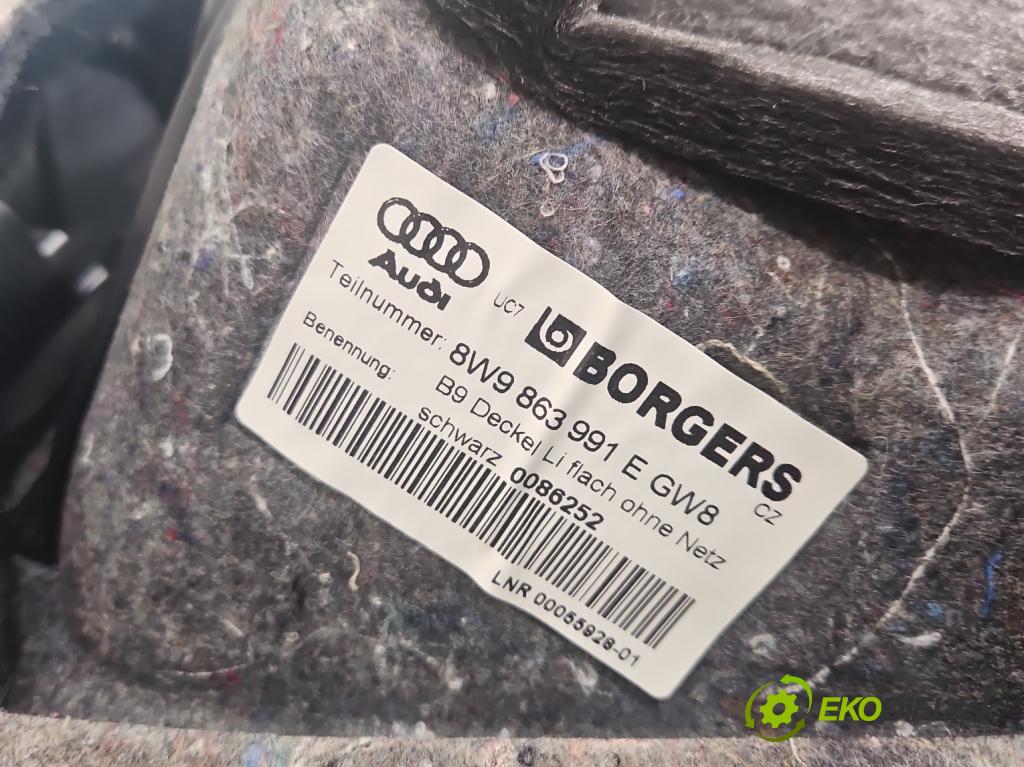 Audi
UC7
BORGERS
CZ
Teilnummer: 8W9 863 991 E GW8
Benennung: B9 Deckel Li flach ohne Netz
schwarz 0086252
LNR 00055928-01
EKO